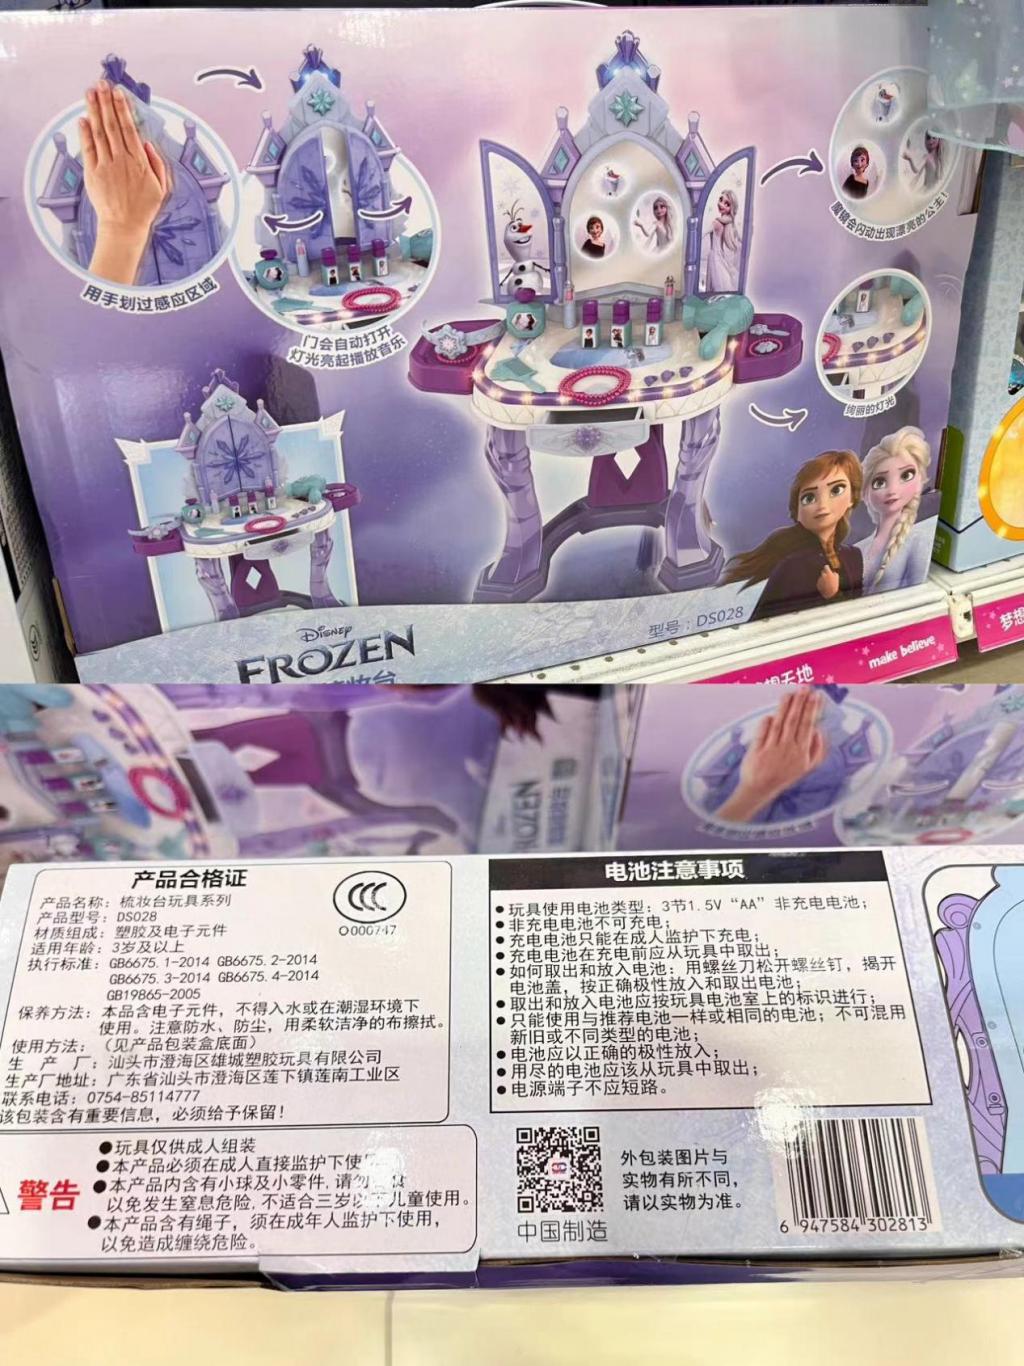 用手划过感应区域
门会自动打开
灯光亮起播放音乐
魔镜会闪动出现漂亮的公主！
绚丽的灯光
DISNEY
FROZEN
型号：DS028
make believe
产品合格证
产品名称：梳妆台玩具系列
产品型号：DS028
材质组成：塑胶及电子元件
适用年龄：3岁及以上
执行标准：GB6675.1-2014 GB6675.2-2014
GB6675.3-2014 GB6675.4-2014
GB19865-2005
保养方法：本品含电子元件，不得入水或在潮湿环境下
使用。注意防水、防尘，用柔软洁净的布擦拭。
使用方法：（见产品包装盒底面）
生 产 厂：汕头市澄海区雄城塑胶玩具有限公司
生产厂地址：广东省汕头市澄海区莲下镇莲南工业区
联系电话：0754-85114777
该包装含有重要信息，必须给予保留！
CCC
O000747
警告
●玩具仅供成人组装
●本产品必须在成人直接监护下使
●本产品内含有小球及小零件，请勿 食
以免发生窒息危险，不适合三岁以下儿童使用。
●本产品含有绳子，须在成年人监护下使用，
以免造成缠绕危险。
电池注意事项
●玩具使用电池类型：3节1.5V “AA” 非充电电池；
●非充电电池不可充电；
●充电电池只能在成人监护下充电；
●充电电池在充电前应从玩具中取出；
●如何取出和放入电池：用螺丝刀松开螺丝钉，揭开
电池盖，按正确极性放入和取出电池；
●取出和放入电池应按玩具电池室上的标识进行；
●只能使用与推荐电池一样或相同的电池；不可混用
新旧或不同类型的电池；
●电池应以正确的极性放入；
●用尽的电池应该从玩具中取出；
●电源端子不应短路。
中国制造
外包装图片与
实物有所不同，
请以实物为准。
6 947584 302813